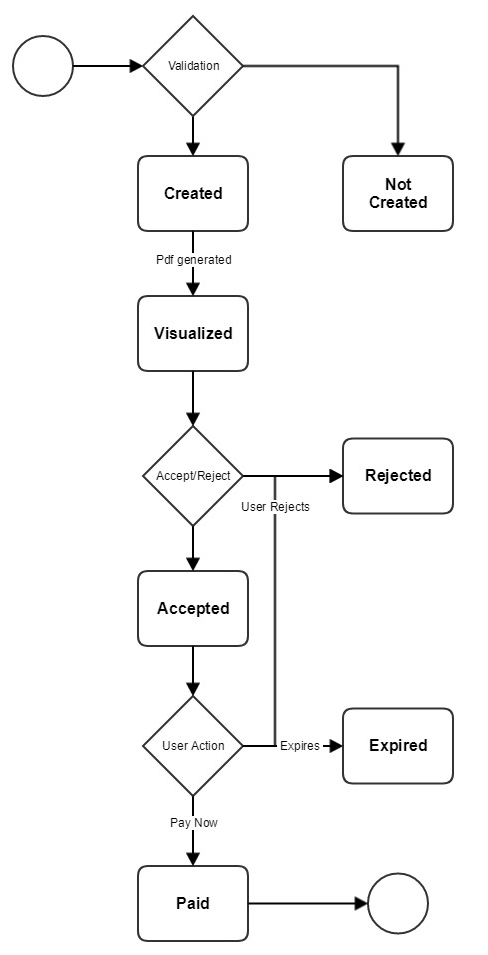 Validation
Created
Not
Created
Pdf generated
Visualized
Accept/Reject
Rejected
User Rejects
Accepted
User Action
Expires
Expired
Pay Now
Paid